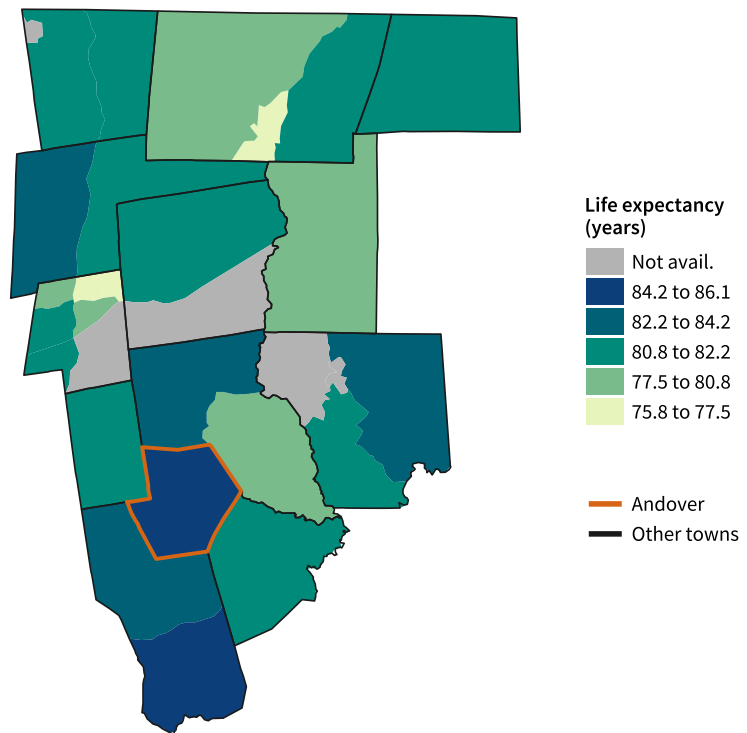 Life expectancy
(years)
Not avail.
84.2 to 86.1
82.2 to 84.2
80.8 to 82.2
77.5 to 80.8
75.8 to 77.5
Andover
Other towns